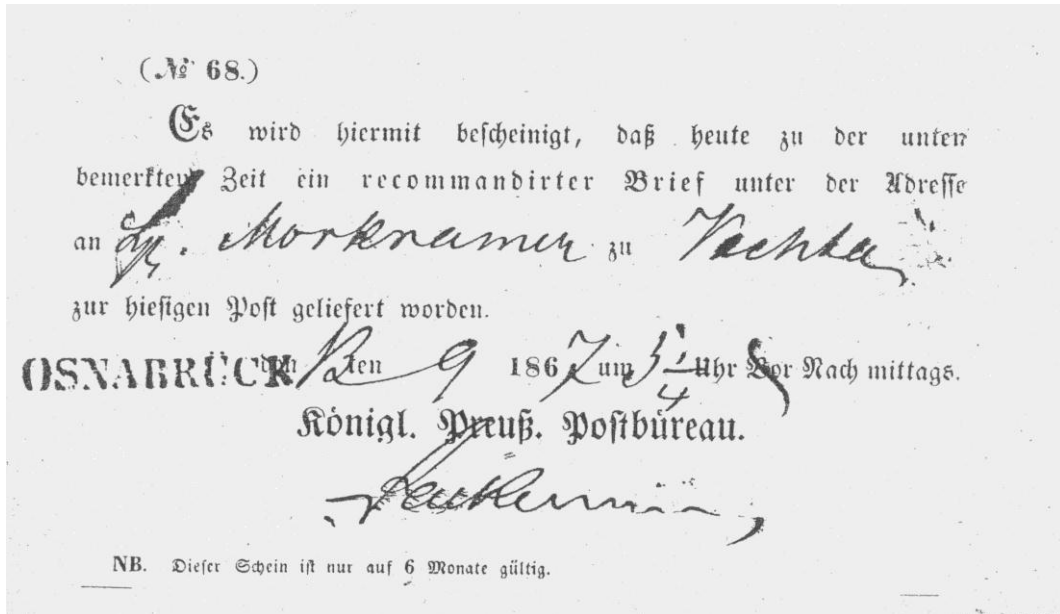 (№ 68.)
Es wird hiermit bescheinigt, daß heute zu der unten
bemerkten Zeit ein recommandirter Brief unter der Adresse
an Morkramer zu Vechta
zur hiesigen Post geliefert worden.
OSNABRÜCK den 12ten 9 1867 um 5 1/4 Uhr Vor Nach mittags.
Königl. Preuß. Postbüreau.
NB. Dieser Schein ist nur auf 6 Monate gültig.